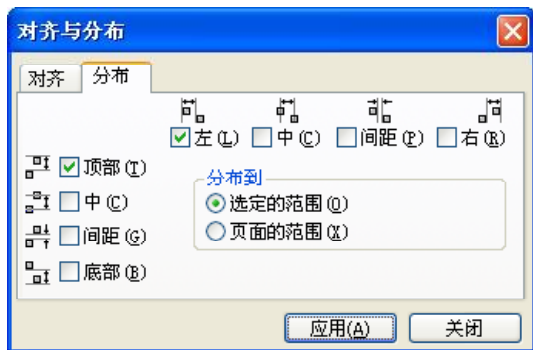 对齐与分布
对齐 分布
左(L) 中(C) 间距(P) 右(R)
顶部(T)
中(C)
间距(G)
底部(B)
分布到
选定的范围(O)
页面的范围(X)
应用(A) 关闭